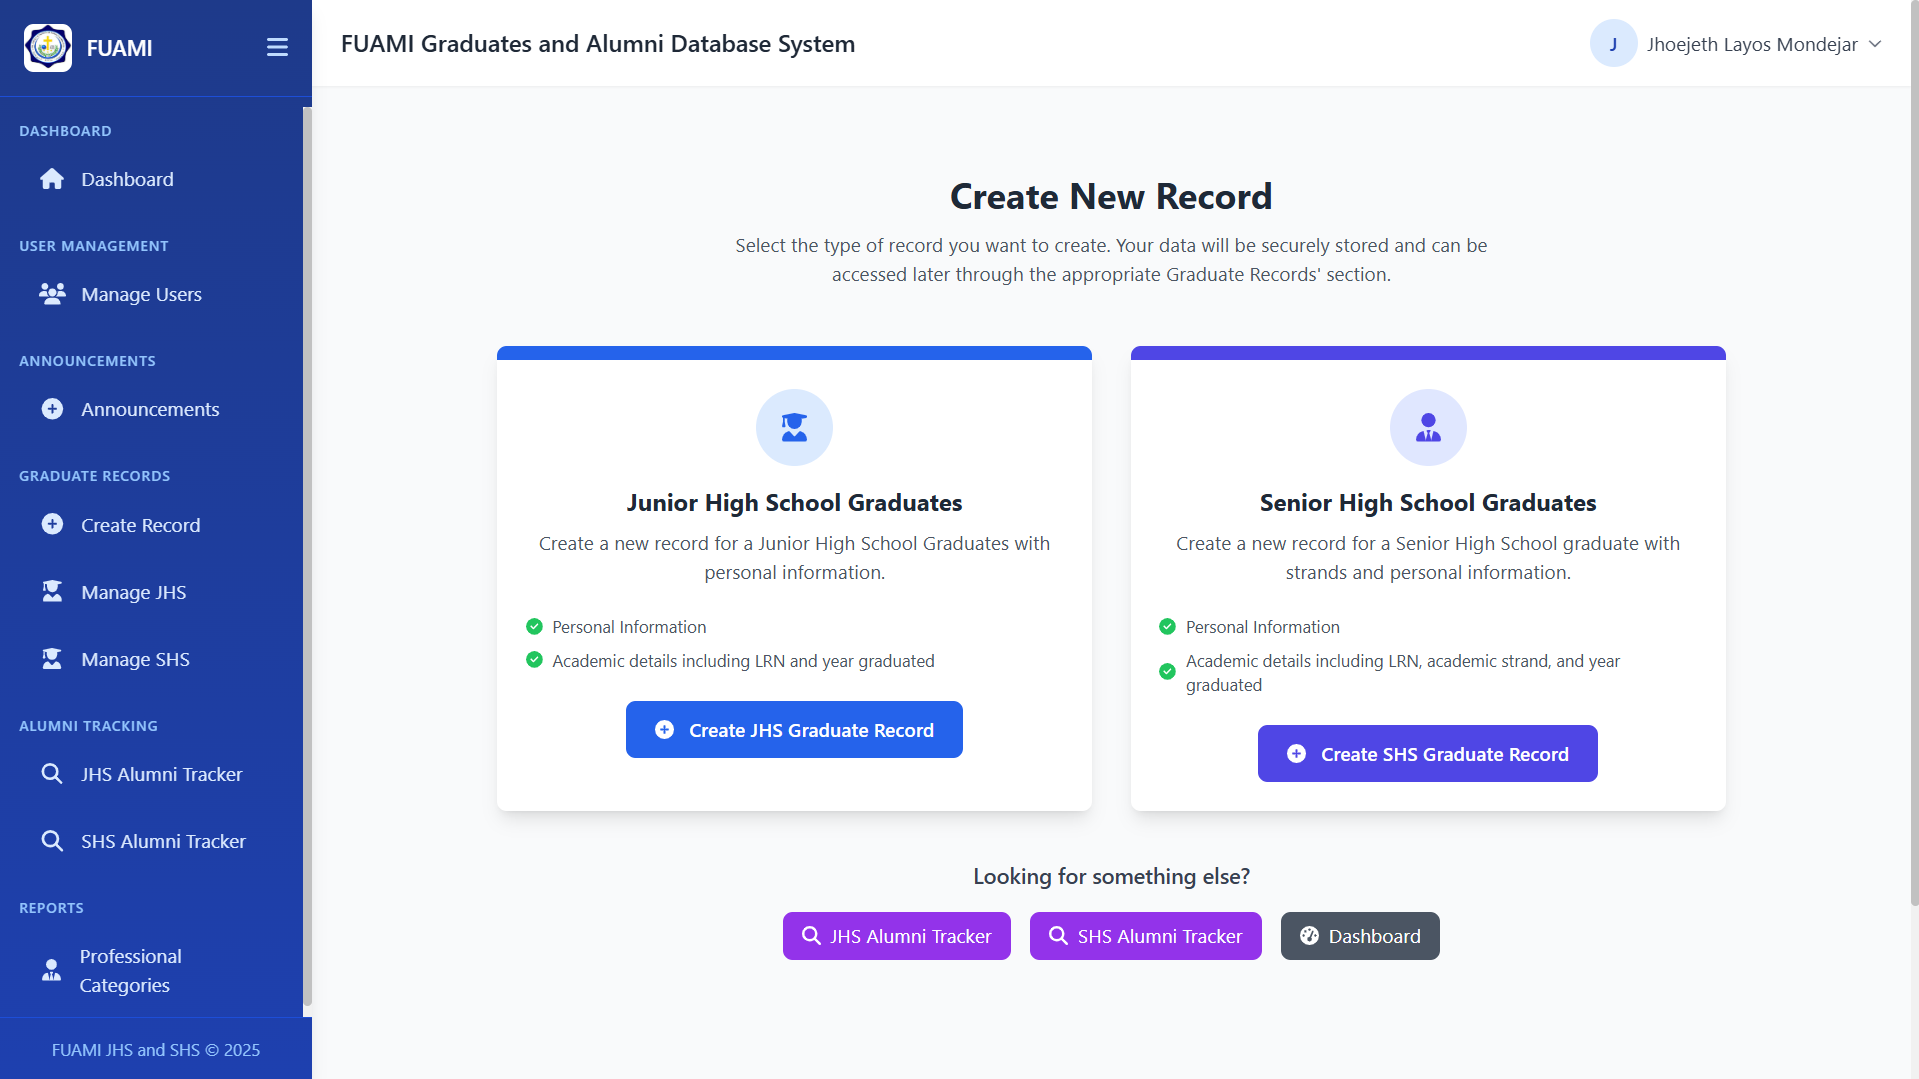 FUAMI
FUAMI Graduates and Alumni Database System
J
Jhoejeth Layos Mondejar
DASHBOARD
Dashboard
USER MANAGEMENT
Manage Users
ANNOUNCEMENTS
Announcements
GRADUATE RECORDS
Create Record
Manage JHS
Manage SHS
ALUMNI TRACKING
JHS Alumni Tracker
SHS Alumni Tracker
REPORTS
Professional
Categories
FUAMI JHS and SHS © 2025
Create New Record
Select the type of record you want to create. Your data will be securely stored and can be
accessed later through the appropriate Graduate Records' section.
Junior High School Graduates
Create a new record for a Junior High School Graduates with
personal information.
Personal Information
Academic details including LRN and year graduated
Create JHS Graduate Record
Senior High School Graduates
Create a new record for a Senior High School graduate with
strands and personal information.
Personal Information
Academic details including LRN, academic strand, and year
graduated
Create SHS Graduate Record
Looking for something else?
JHS Alumni Tracker
SHS Alumni Tracker
Dashboard